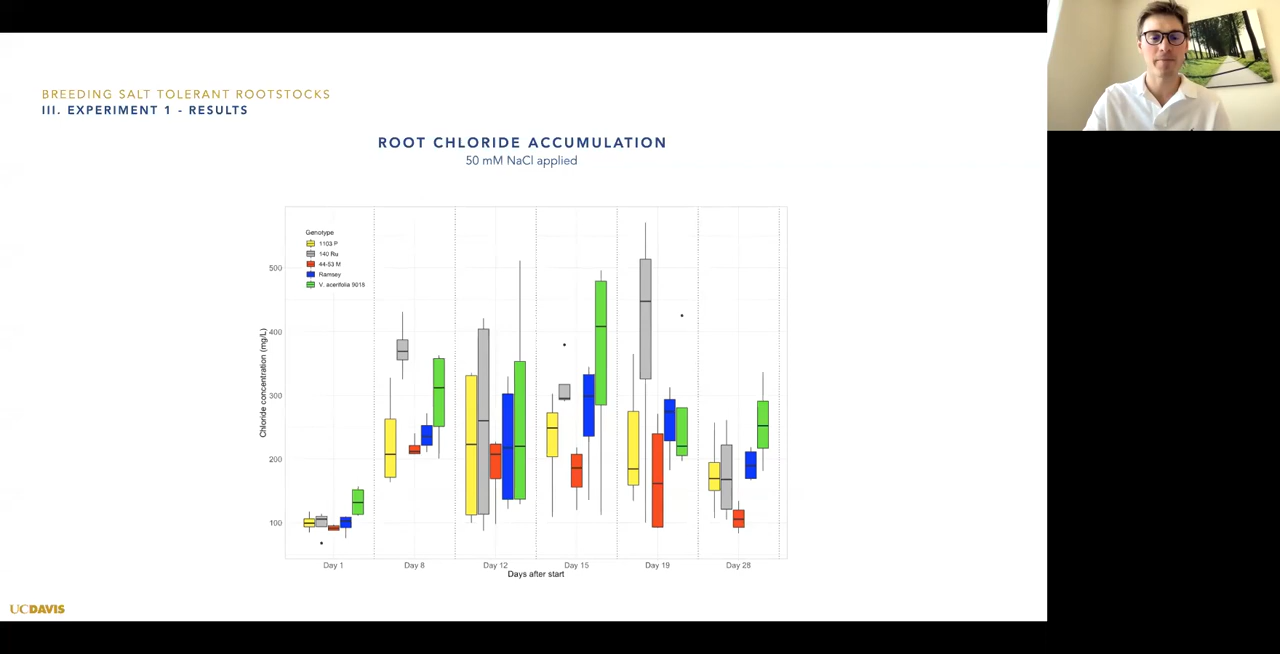 BREEDING SALT TOLERANT ROOTSTOCKS
III. EXPERIMENT 1 - RESULTS
ROOT CHLORIDE ACCUMULATION
50 mM NaCl applied
Genotype
1103 P
140 Ru
44-53 M
Ramsey
V. acerifolia 9018
Chloride concentration (mg/L)
500
400
300
200
100
Day 1
Day 8
Day 12
Day 15
Day 19
Day 28
Days after start
UCDAVIS